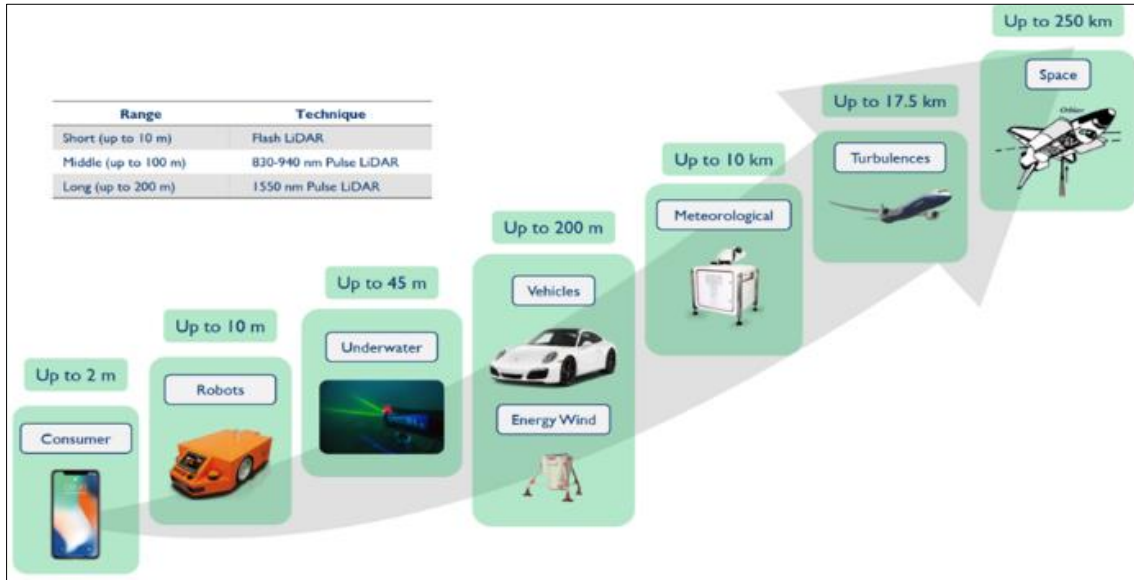 Range Technique
Short (up to 10 m) Flash LiDAR
Middle (up to 100 m) 830-940 nm Pulse LiDAR
Long (up to 200 m) 1550 nm Pulse LiDAR
Up to 2 m
Consumer
Up to 10 m
Robots
Up to 45 m
Underwater
Up to 200 m
Vehicles
Energy Wind
Up to 10 km
Meteorological
Up to 17.5 km
Turbulences
Up to 250 km
Space
Orbiter